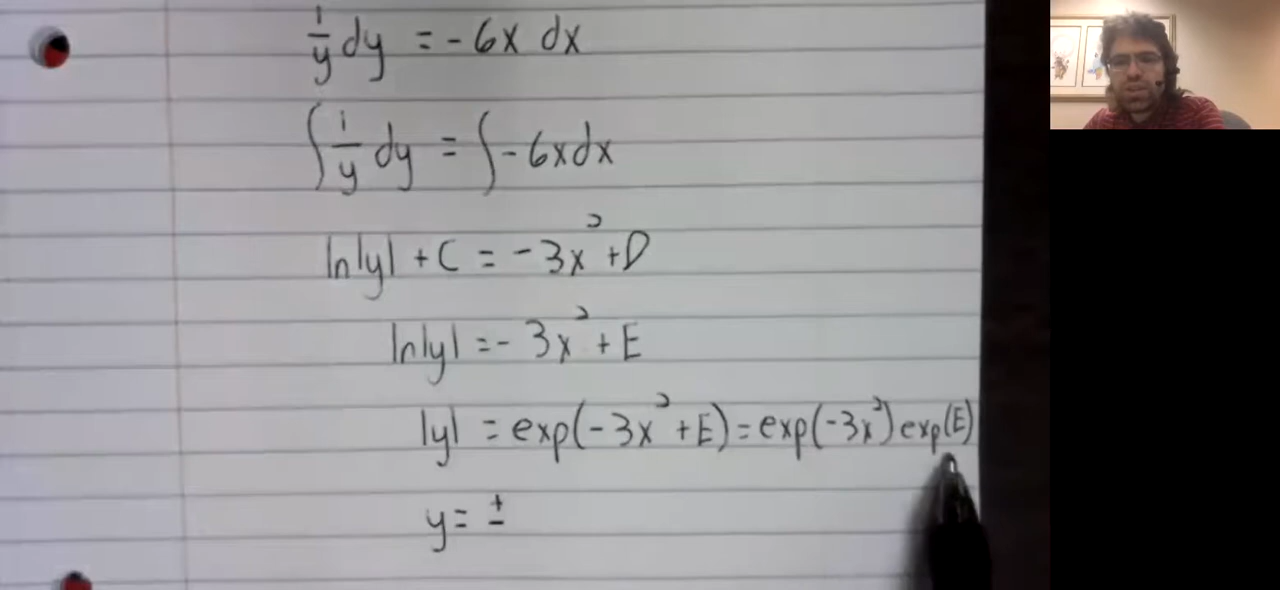 1/y dy = -6x dx
∫ 1/y dy = ∫ -6x dx
ln|y| + C = -3x² + D
ln|y| = -3x² + E
|y| = exp(-3x² + E) = exp(-3x²) exp(E)
y = ±